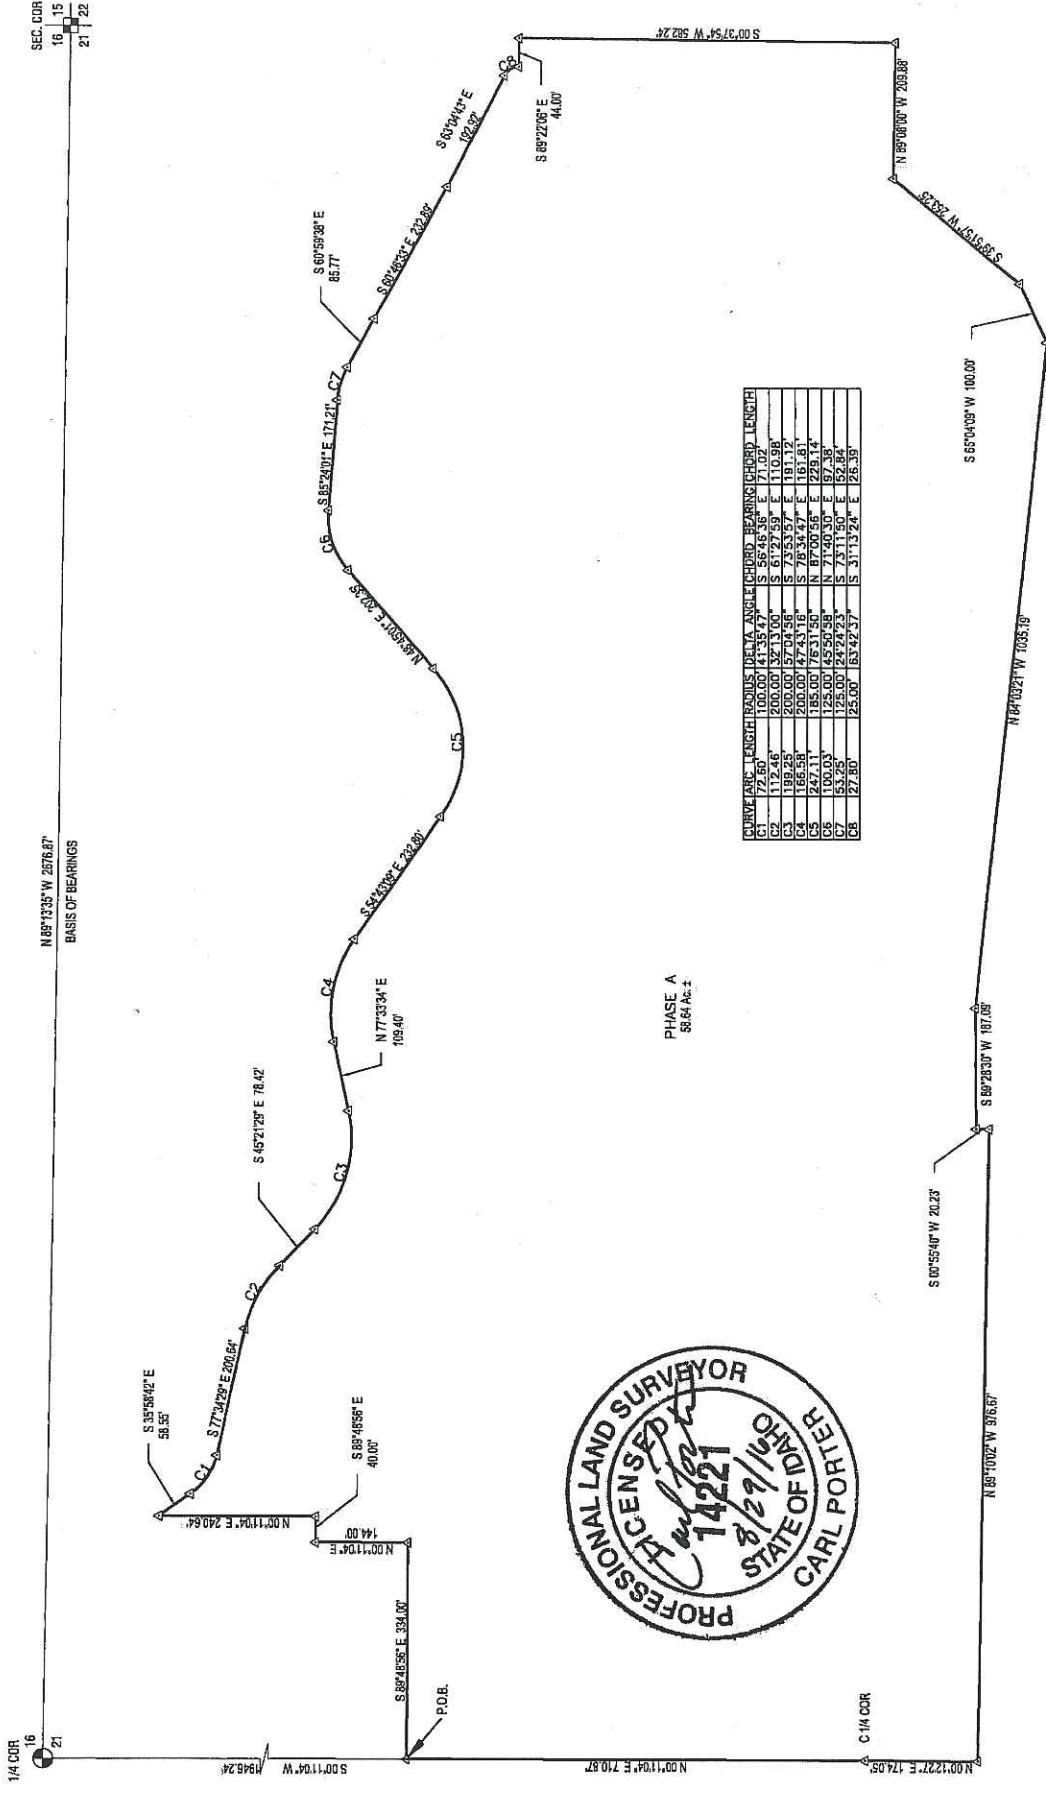 1/4 COR
16
21
N 89°13'35" W 2676.87'
BASIS OF BEARINGS
SEC. COR
16 15
21 22
S 00°11'04" W
1946.24'
P.O.B.
S 89°48'56" E 334.00'
N 00°11'04" E
144.00'
S 89°48'56" E
40.00'
N 00°11'04" E 240.64'
S 35°58'42" E
58.55'
C1
S 77°34'29" E 200.64'
C2
S 45°21'29" E 78.42'
C3
N 77°33'34" E
109.40'
C4
S 54°43'09" E 232.80'
C5
N 48°45'01" E 202.35'
C6
S 85°24'01" E 171.21'
C7
S 60°59'38" E
85.77'
S 60°46'33" E 232.89'
S 63°04'43" E
192.92'
C8
S 89°22'06" E
44.00'
S 00°37'54" W 582.24'
N 89°08'00" W 209.88'
S 39°51'57" W 253.25'
S 65°04'09" W 100.00'
N 84°03'21" W 1035.19'
S 89°28'30" W 187.09'
S 00°55'40" W 20.23'
N 89°10'02" W 976.67'
N 00°12'27" E 174.05'
C 1/4 COR
N 00°11'04" E 710.87'
PHASE A
58.64 Ac.±
CURVE ARC LENGTH RADIUS DELTA ANGLE CHORD BEARING CHORD LENGTH
C1 72.60' 100.00' 41°35'47" S 56°46'36" E 71.02'
C2 112.46' 200.00' 32°13'00" S 61°27'59" E 110.98'
C3 199.25' 200.00' 57°04'56" S 73°53'57" E 191.12'
C4 166.58' 200.00' 47°43'16" S 78°34'47" E 161.81'
C5 247.11' 185.00' 76°31'50" N 87°00'56" E 229.14'
C6 100.03' 125.00' 45°50'58" N 71°40'30" E 97.38'
C7 53.25' 125.00' 24°24'23" S 73°11'50" E 52.84'
C8 27.80' 25.00' 63°42'37" S 31°13'24" E 26.39'
PROFESSIONAL LAND SURVEYOR
LICENSED
14221
8/29/16
STATE OF IDAHO
CARL PORTER